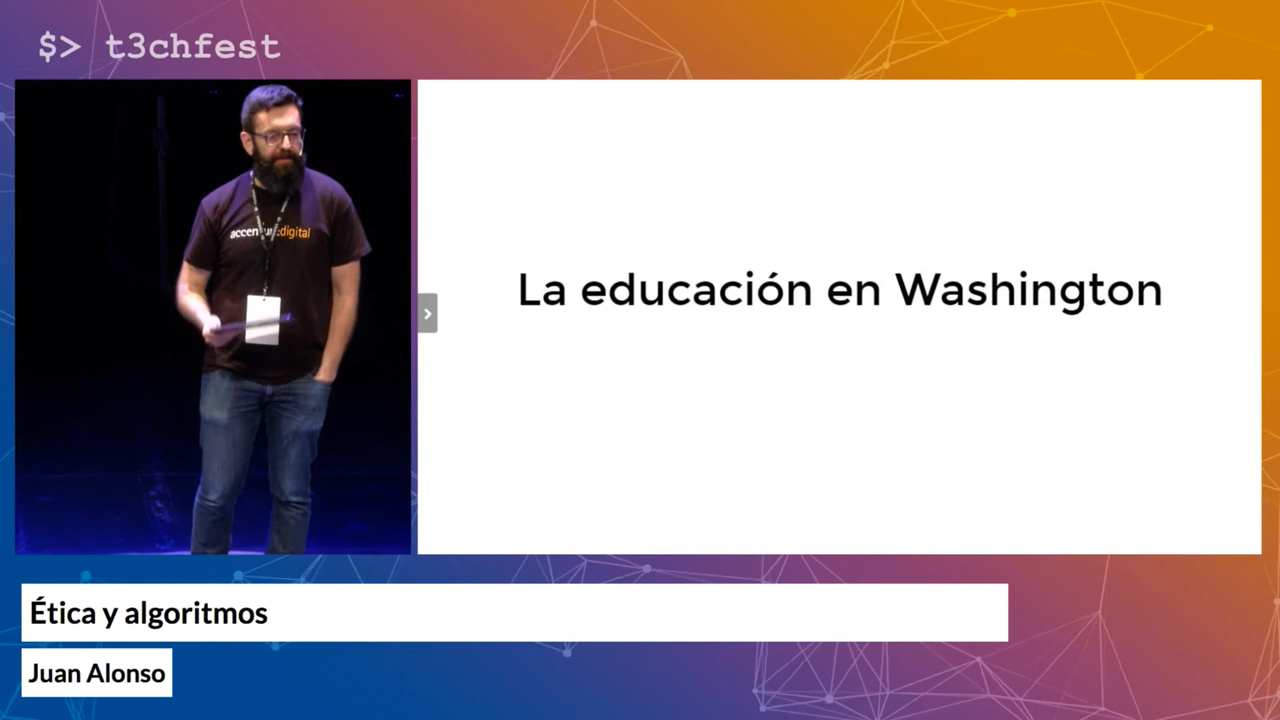 $> t3chfest
accenture:digital
La educación en Washington
Ética y algoritmos
Juan Alonso